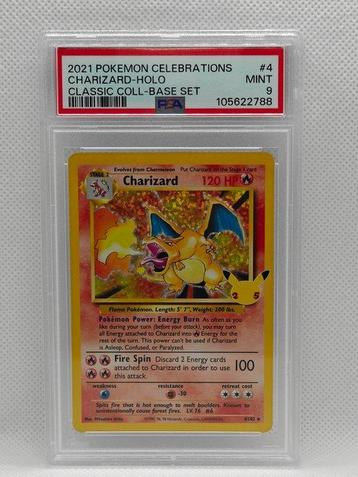 2021 POKEMON CELEBRATIONS #4
CHARIZARD-HOLO MINT
CLASSIC COLL-BASE SET 9
PSA 105622788
STAGE 2 Evolves from Charmeleon Put Charizard on the Stage 1 card
Charizard 120 HP
25
Flame Pokémon. Length: 5' 7", Weight: 200 lbs.
Pokémon Power: Energy Burn As often as you
like during your turn (before your attack), you may turn
all Energy attached to Charizard into Energy for the
rest of the turn. This power can't be used if Charizard
is Asleep, Confused, or Paralyzed.
Fire Spin Discard 2 Energy cards
attached to Charizard in order to use 100
this attack.
weakness resistance retreat cost
-30
Spits fire that is hot enough to melt boulders. Known to
unintentionally cause forest fires. LV. 76 #6
4/102